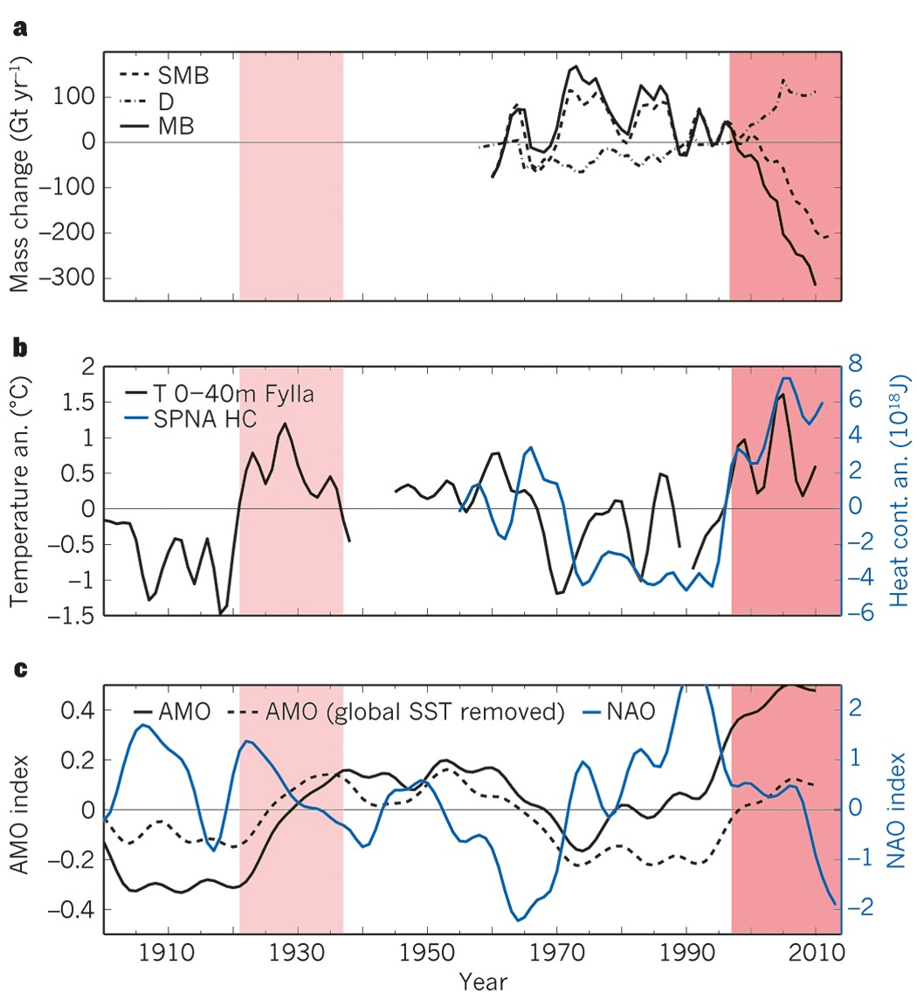 a
Mass change (Gt yr⁻¹)
100
0
−100
−200
−300
SMB
D
MB
b
Temperature an. (°C)
2
1.5
1
0.5
0
−0.5
−1
−1.5
T 0–40m Fylla
SPNA HC
8
6
4
2
0
−2
−4
−6
Heat cont. an. (10¹⁸J)
c
AMO index
0.4
0.2
0
−0.2
−0.4
AMO AMO (global SST removed) NAO
2
1
0
−1
−2
NAO index
1910 1930 1950 1970 1990 2010
Year